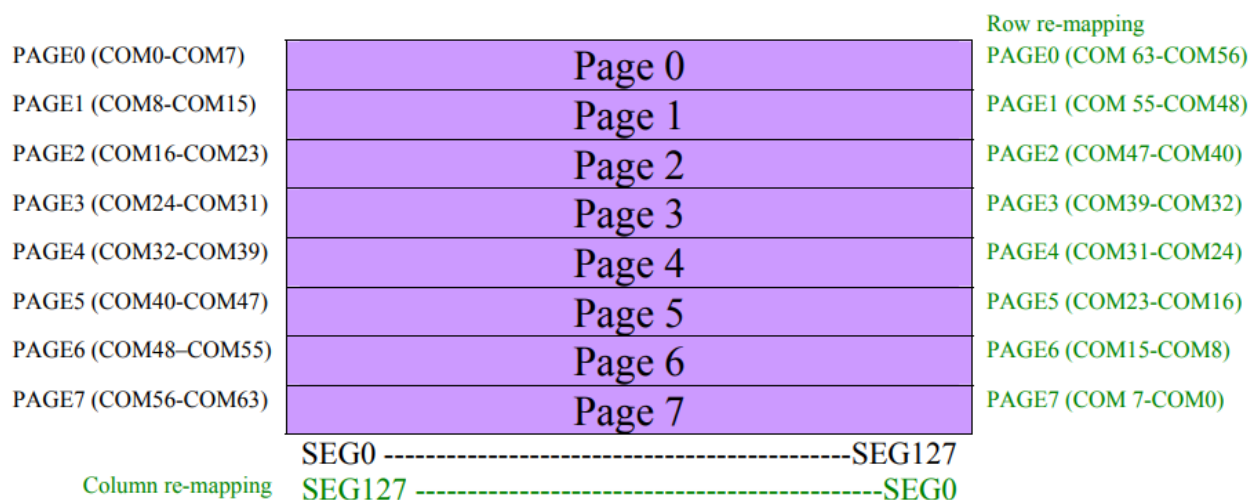 Row re-mapping
PAGE0 (COM0-COM7) Page 0 PAGE0 (COM 63-COM56)
PAGE1 (COM8-COM15) Page 1 PAGE1 (COM 55-COM48)
PAGE2 (COM16-COM23) Page 2 PAGE2 (COM47-COM40)
PAGE3 (COM24-COM31) Page 3 PAGE3 (COM39-COM32)
PAGE4 (COM32-COM39) Page 4 PAGE4 (COM31-COM24)
PAGE5 (COM40-COM47) Page 5 PAGE5 (COM23-COM16)
PAGE6 (COM48–COM55) Page 6 PAGE6 (COM15-COM8)
PAGE7 (COM56-COM63) Page 7 PAGE7 (COM 7-COM0)
SEG0 ---------------------------------------------SEG127
Column re-mapping SEG127 ---------------------------------------------SEG0